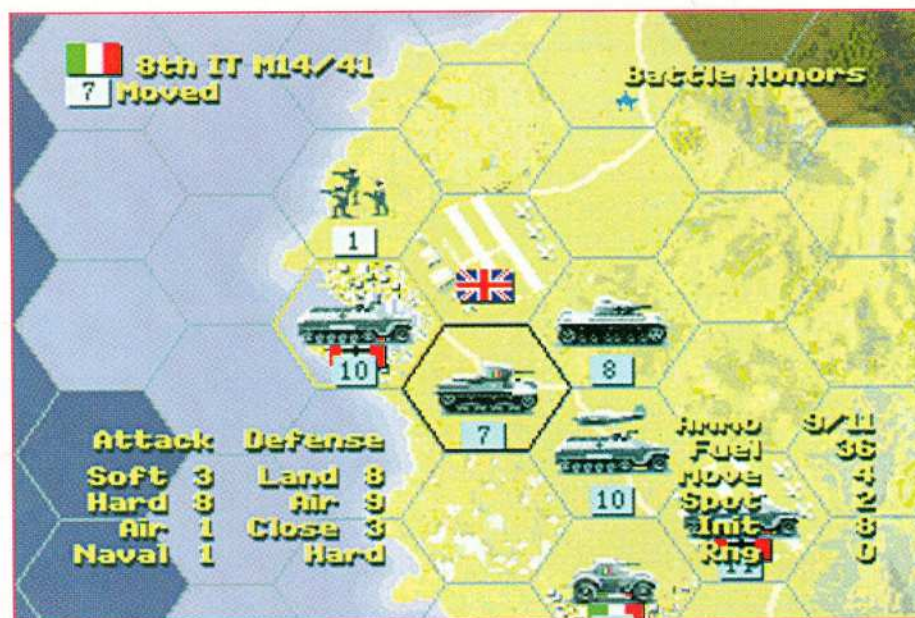 8th IT M14/41
7 Moved
Battle Honors
1
10
8
7
10
11
Attack Defense
Soft 3 Land 8
Hard 8 Air 9
Air 1 Close 3
Naval 1 Hard
Ammo 9/11
Fuel 36
Move 4
Spot 2
Init 8
Rng 0